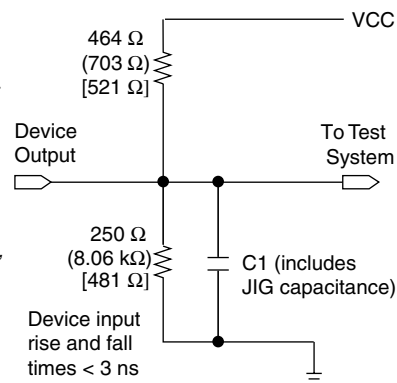 VCC
464 Ω
(703 Ω)
[521 Ω]
Device
Output
To Test
System
250 Ω
(8.06 kΩ)
[481 Ω]
C1 (includes
JIG capacitance)
Device input
rise and fall
times < 3 ns